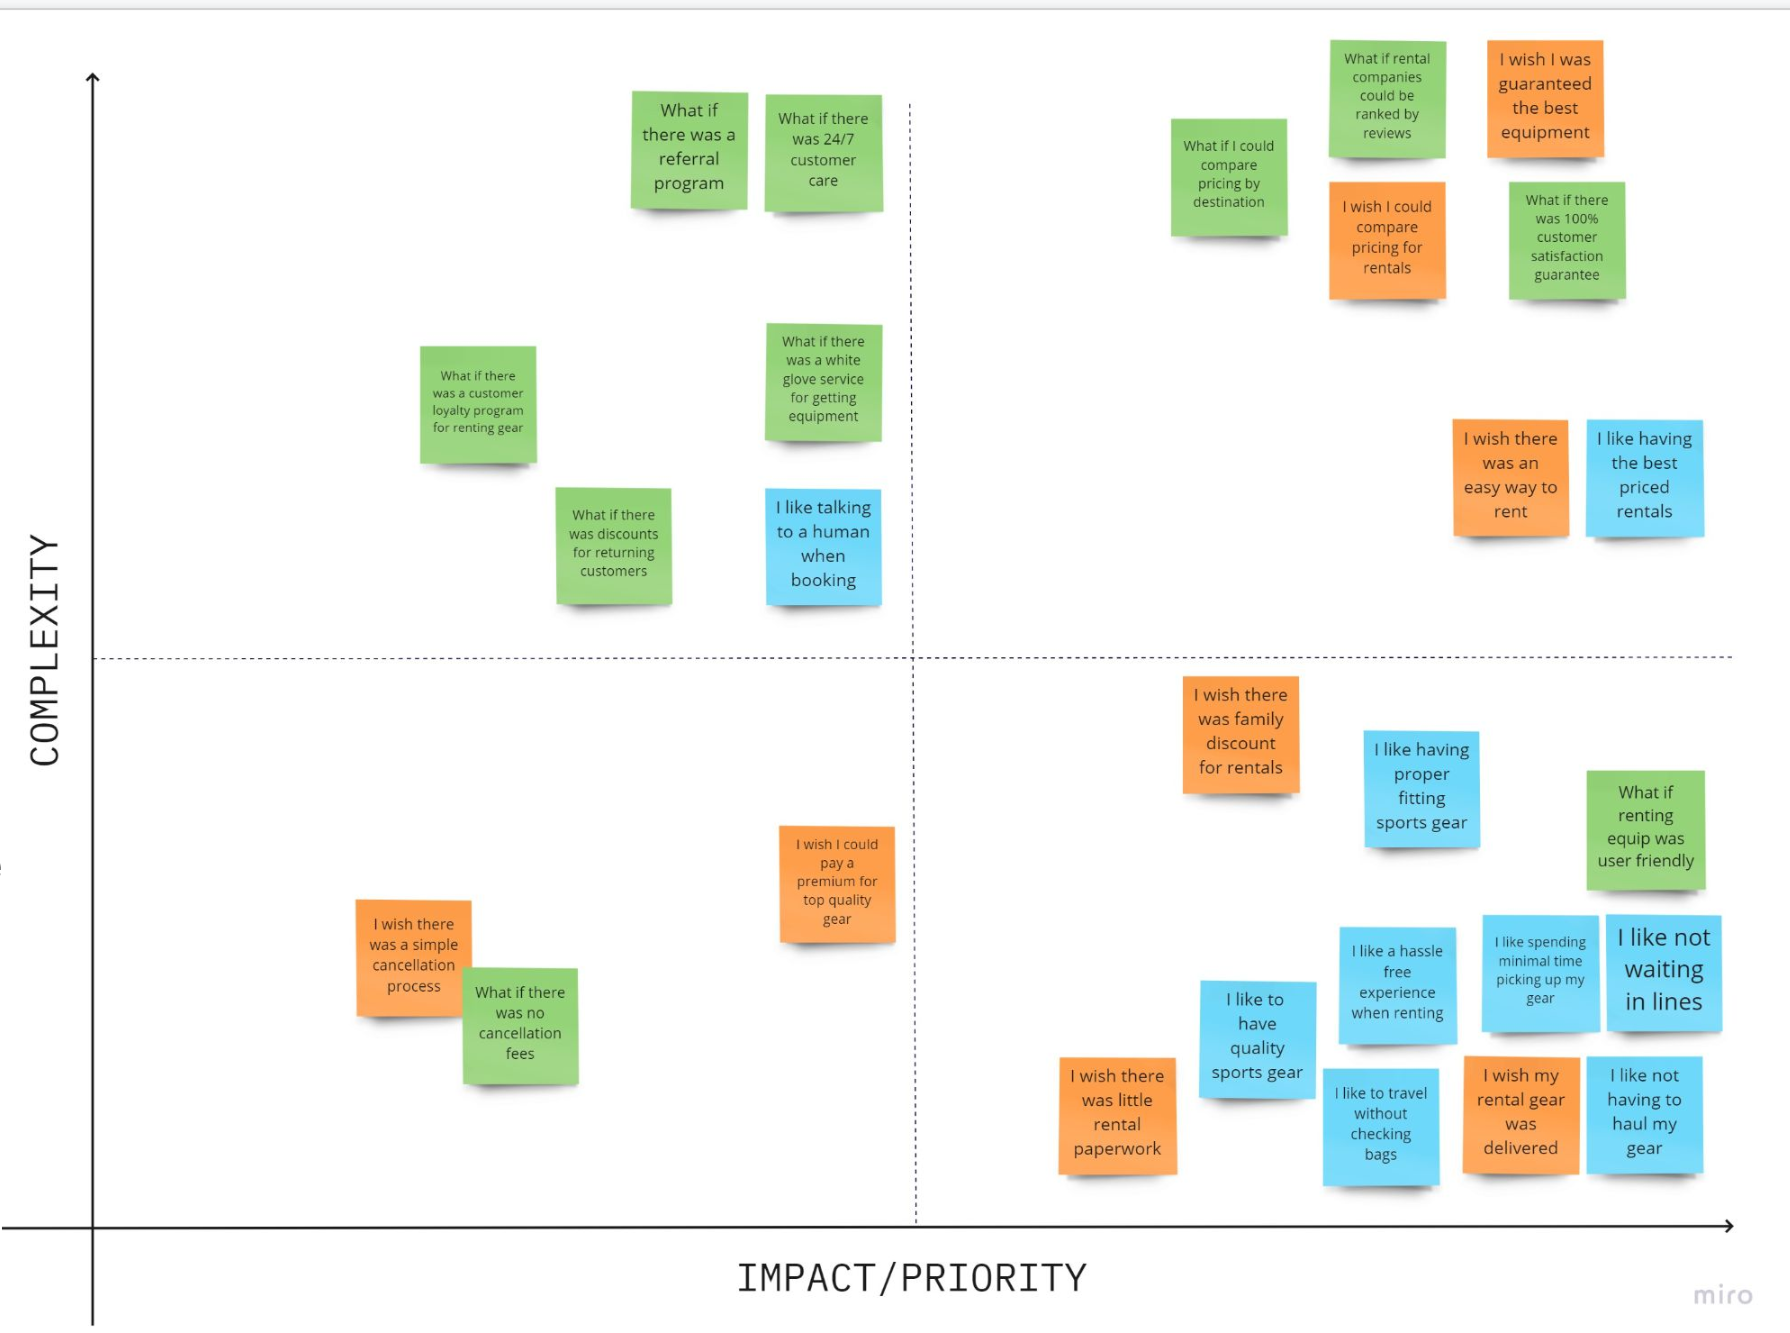 What if
there was a
referral
program
What if there
was 24/7
customer
care
What if there
was a customer
loyalty program
for renting gear
What if there
was a white
glove service
for getting
equipment
What if there
was discounts
for returning
customers
I like talking
to a human
when
booking
What if I could
compare
pricing by
destination
What if rental
companies
could be
ranked by
reviews
I wish I was
guaranteed
the best
equipment
I wish I could
compare
pricing for
rentals
What if there
was 100%
customer
satisfaction
guarantee
I wish there
was an
easy way to
rent
I like having
the best
priced
rentals
COMPLEXITY
I wish there
was a simple
cancellation
process
What if there
was no
cancellation
fees
I wish I could
pay a
premium for
top quality
gear
I wish there
was family
discount
for rentals
I like having
proper
fitting
sports gear
What if
renting
equip was
user friendly
I like a hassle
free
experience
when renting
I like spending
minimal time
picking up my
gear
I like not
waiting
in lines
I like to
have
quality
sports gear
I wish there
was little
rental
paperwork
I like to travel
without
checking
bags
I wish my
rental gear
was
delivered
I like not
having to
haul my
gear
IMPACT/PRIORITY
miro